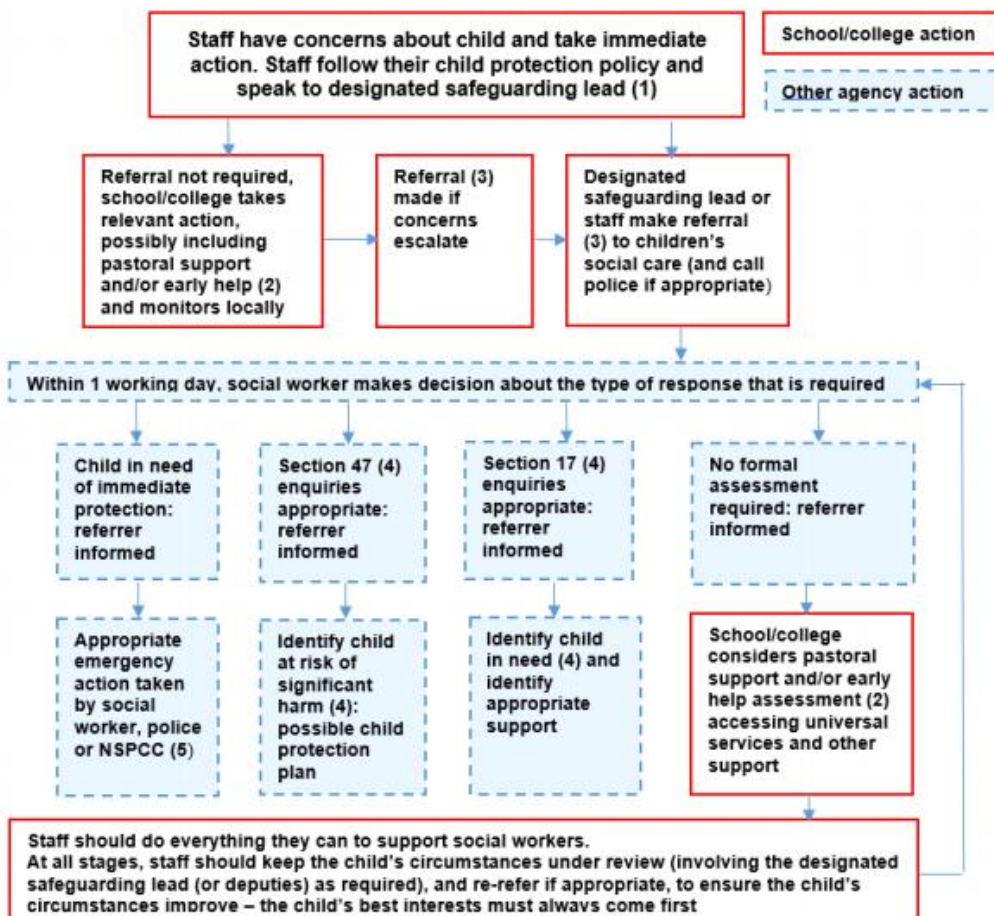 Staff have concerns about child and take immediate
action. Staff follow their child protection policy and
speak to designated safeguarding lead (1)
School/college action
Other agency action
Referral not required,
school/college takes
relevant action,
possibly including
pastoral support
and/or early help (2)
and monitors locally
Referral (3)
made if
concerns
escalate
Designated
safeguarding lead or
staff make referral
(3) to children's
social care (and call
police if appropriate)
Within 1 working day, social worker makes decision about the type of response that is required
Child in need
of immediate
protection:
referrer
informed
Section 47 (4)
enquiries
appropriate:
referrer
informed
Section 17 (4)
enquiries
appropriate:
referrer
informed
No formal
assessment
required: referrer
informed
Appropriate
emergency
action taken
by social
worker, police
or NSPCC (5)
Identify child
at risk of
significant
harm (4):
possible child
protection
plan
Identify child
in need (4) and
identify
appropriate
support
School/college
considers pastoral
support and/or early
help assessment (2)
accessing universal
services and other
support
Staff should do everything they can to support social workers.
At all stages, staff should keep the child's circumstances under review (involving the designated
safeguarding lead (or deputies) as required), and re-refer if appropriate, to ensure the child's
circumstances improve – the child's best interests must always come first